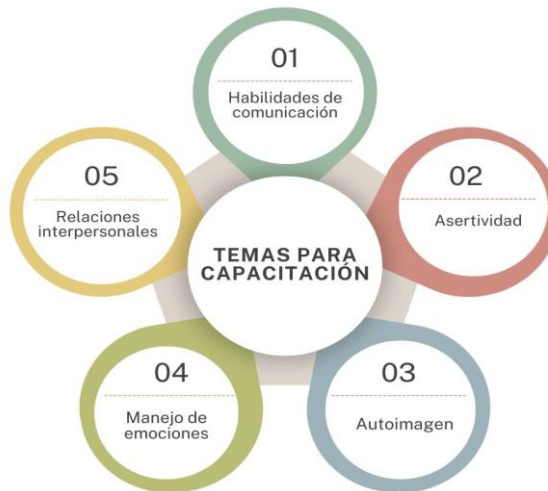 TEMAS PARA
CAPACITACIÓN
01
Habilidades de
comunicación
02
Asertividad
03
Autoimagen
04
Manejo de
emociones
05
Relaciones
interpersonales